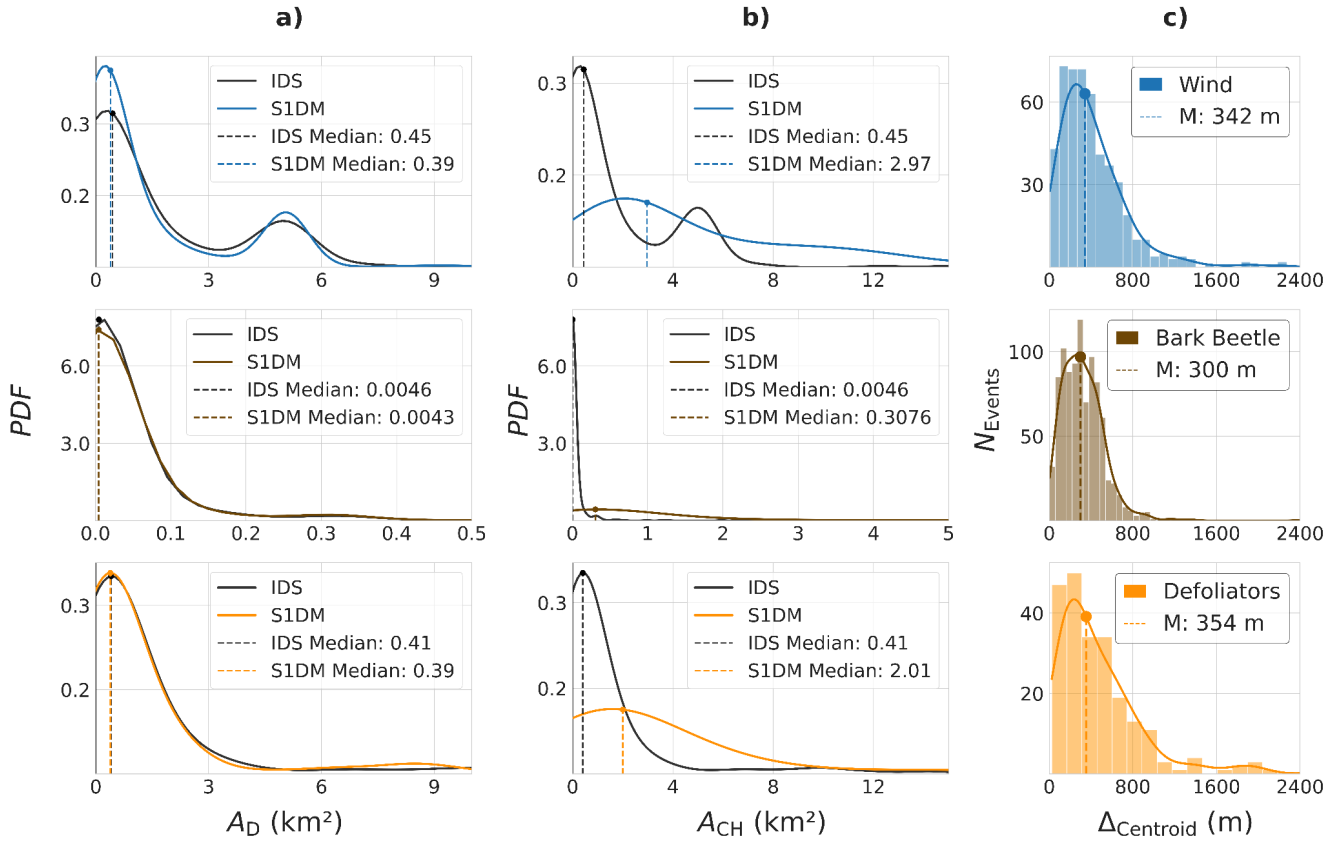 a)
b)
c)
IDS
S1DM
IDS Median: 0.45
S1DM Median: 0.39
0.3
0.2
0
3
6
9
IDS
S1DM
IDS Median: 0.45
S1DM Median: 2.97
0.3
0.2
0
4
8
12
Wind
M: 342 m
60
30
0
800
1600
2400
PDF
IDS
S1DM
IDS Median: 0.0046
S1DM Median: 0.0043
6.0
3.0
0.0
0.1
0.2
0.3
0.4
0.5
PDF
IDS
S1DM
IDS Median: 0.0046
S1DM Median: 0.3076
6.0
3.0
0
1
2
3
4
5
N_Events
Bark Beetle
M: 300 m
100
50
0
800
1600
2400
IDS
S1DM
IDS Median: 0.41
S1DM Median: 0.39
0.3
0.2
0
3
6
9
A_D (km²)
IDS
S1DM
IDS Median: 0.41
S1DM Median: 2.01
0.3
0.2
0
4
8
12
A_CH (km²)
Defoliators
M: 354 m
40
20
0
800
1600
2400
Δ_Centroid (m)